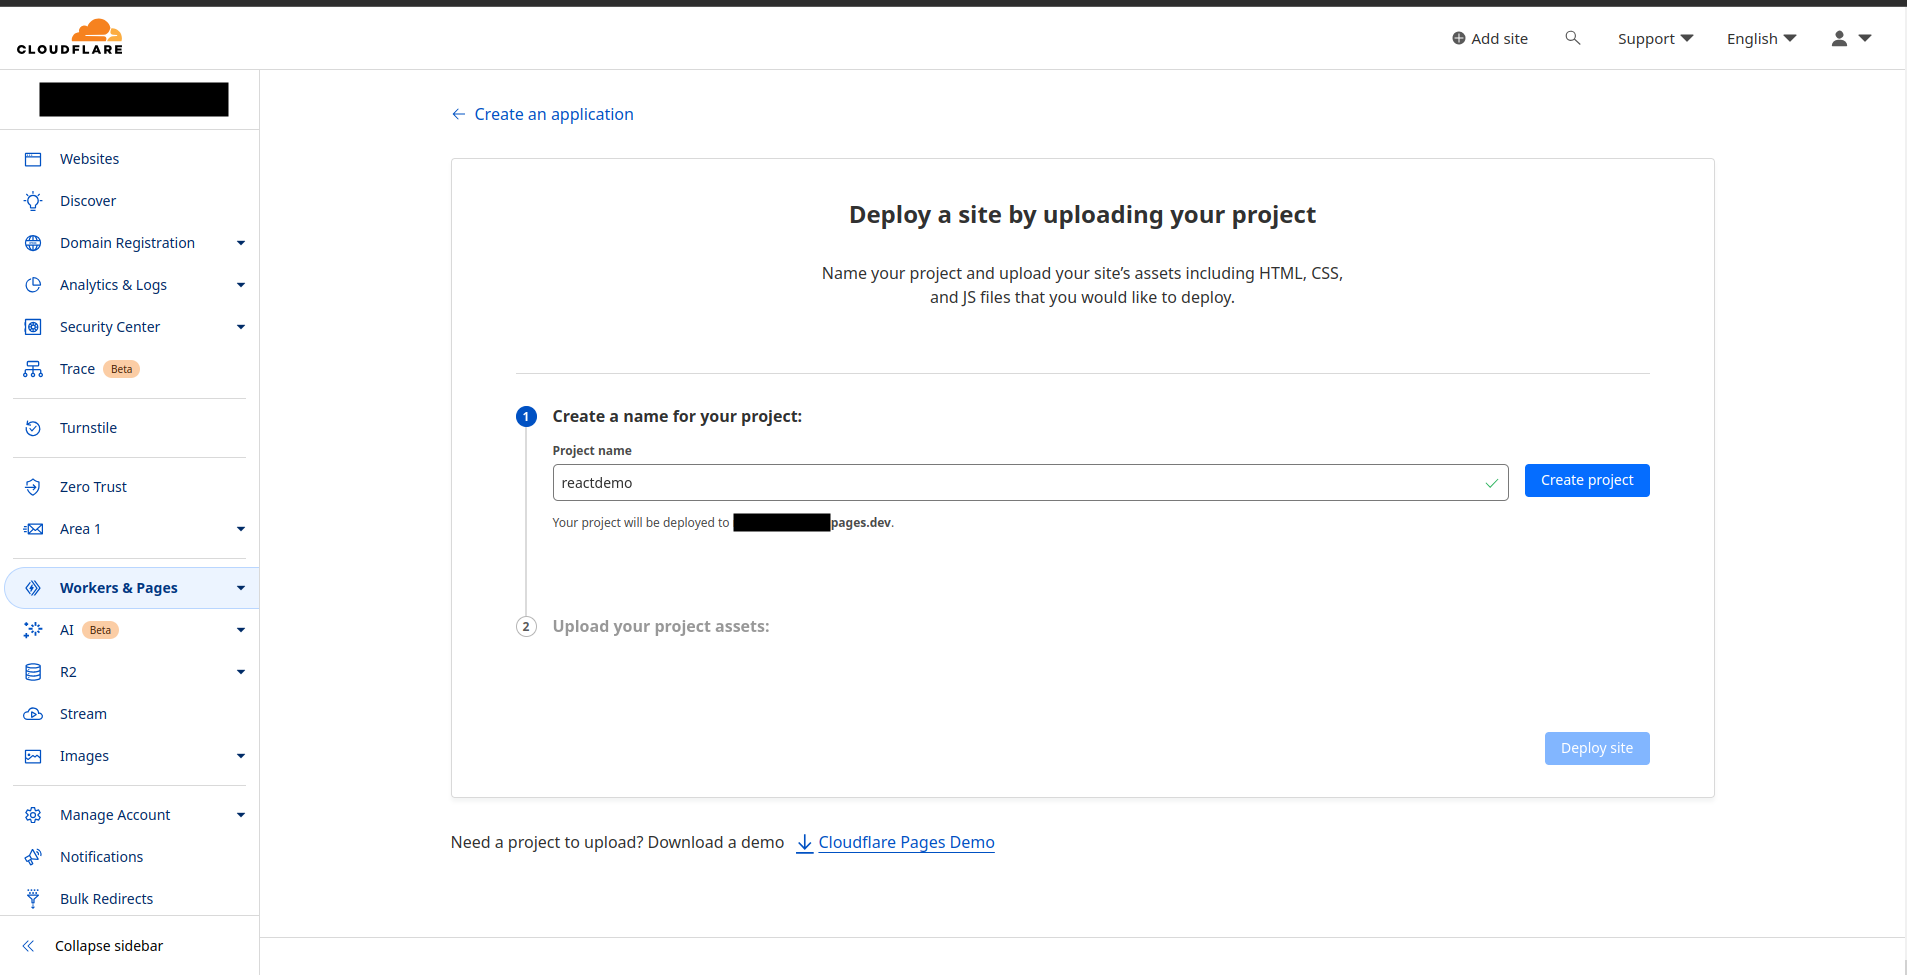 CLOUDFLARE
Add site
Support
English
Websites
Discover
Domain Registration
Analytics & Logs
Security Center
Trace Beta
Turnstile
Zero Trust
Area 1
Workers & Pages
AI Beta
R2
Stream
Images
Manage Account
Notifications
Bulk Redirects
Collapse sidebar
← Create an application
Deploy a site by uploading your project
Name your project and upload your site’s assets including HTML, CSS,
and JS files that you would like to deploy.
1 Create a name for your project:
Project name
reactdemo
Create project
Your project will be deployed to pages.dev.
2 Upload your project assets:
Deploy site
Need a project to upload? Download a demo Cloudflare Pages Demo